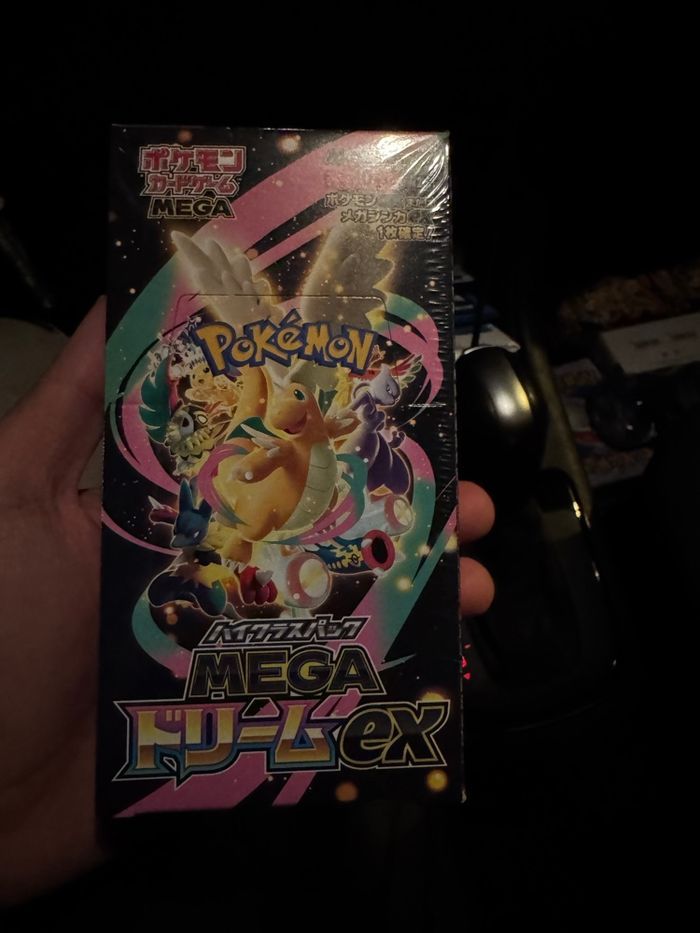 ポケモン
カードゲーム
MEGA
ポケモン
メガシンカex
1枚確定!
POKéMON
ハイクラスパック
MEGA
ドリームex